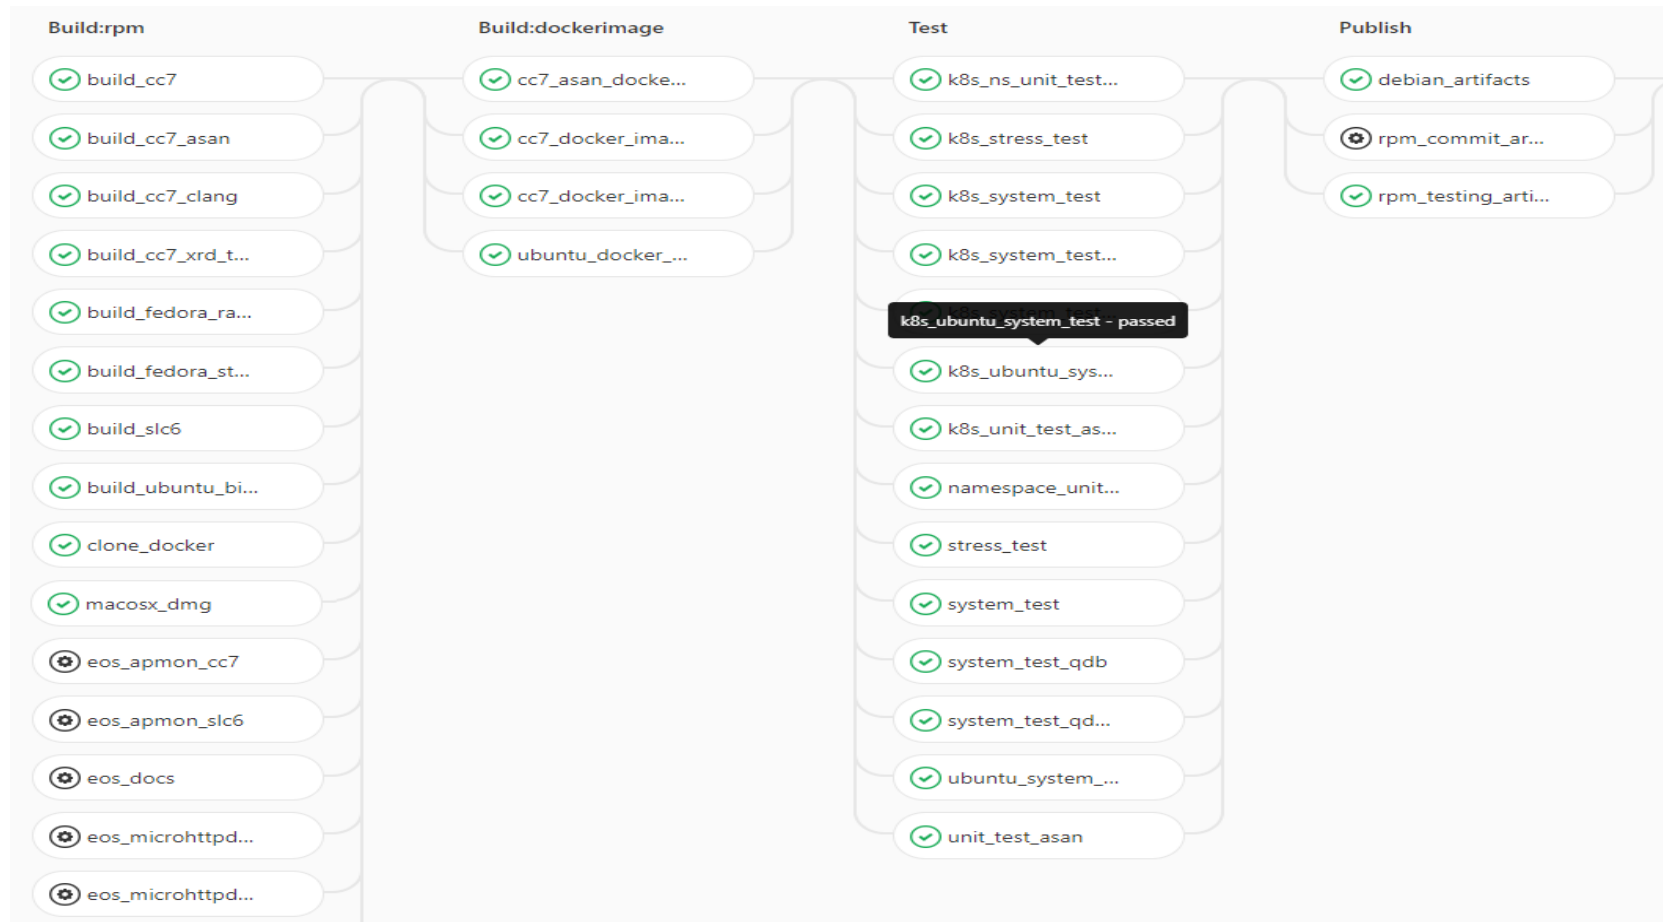 Build:rpm
build_cc7
build_cc7_asan
build_cc7_clang
build_cc7_xrd_t...
build_fedora_ra...
build_fedora_st...
build_slc6
build_ubuntu_bi...
clone_docker
macosx_dmg
eos_apmon_cc7
eos_apmon_slc6
eos_docs
eos_microhttpd...
eos_microhttpd...
Build:dockerimage
cc7_asan_docke...
cc7_docker_ima...
cc7_docker_ima...
ubuntu_docker_...
Test
k8s_ns_unit_test...
k8s_stress_test
k8s_system_test
k8s_system_test...
k8s_ubuntu_system_test - passed
k8s_ubuntu_sys...
k8s_unit_test_as...
namespace_unit...
stress_test
system_test
system_test_qdb
system_test_qd...
ubuntu_system_...
unit_test_asan
Publish
debian_artifacts
rpm_commit_ar...
rpm_testing_arti...